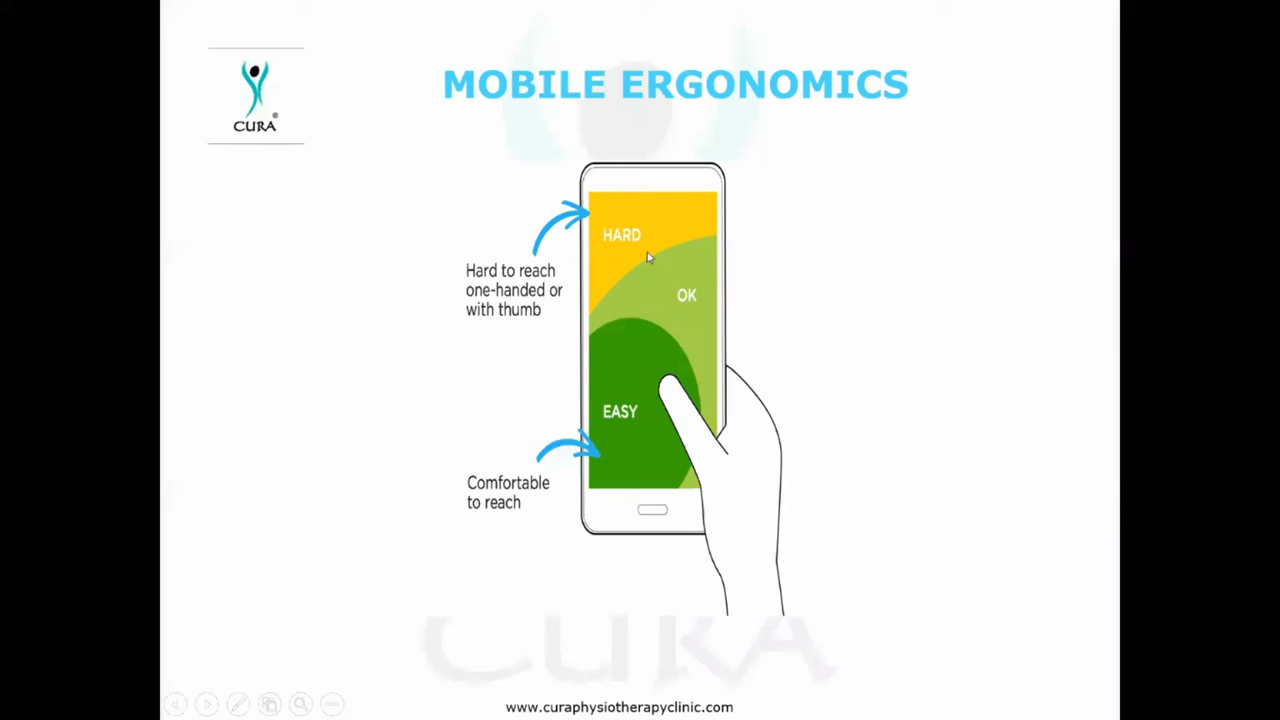 CURA
®
MOBILE ERGONOMICS
HARD
Hard to reach
one-handed or
with thumb
OK
EASY
Comfortable
to reach
CURA
www.curaphysiotherapyclinic.com